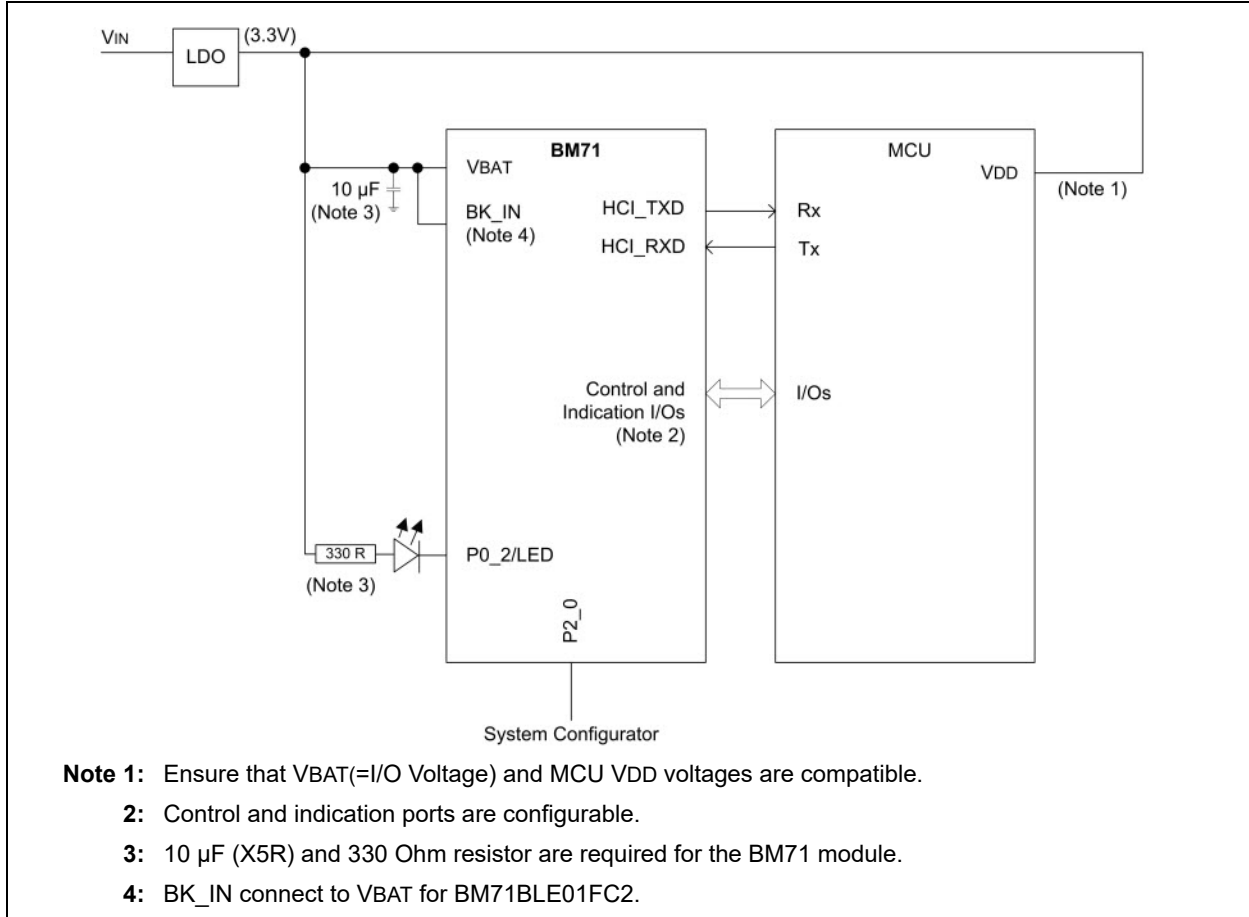 VIN
LDO
(3.3V)
BM71
MCU
VBAT
VDD
(Note 1)
10 µF
(Note 3)
BK_IN
(Note 4)
HCI_TXD
Rx
HCI_RXD
Tx
Control and
Indication I/Os
(Note 2)
I/Os
330 R
(Note 3)
P0_2/LED
P2_0
System Configurator
Note 1: Ensure that VBAT(=I/O Voltage) and MCU VDD voltages are compatible.
2: Control and indication ports are configurable.
3: 10 µF (X5R) and 330 Ohm resistor are required for the BM71 module.
4: BK_IN connect to VBAT for BM71BLE01FC2.